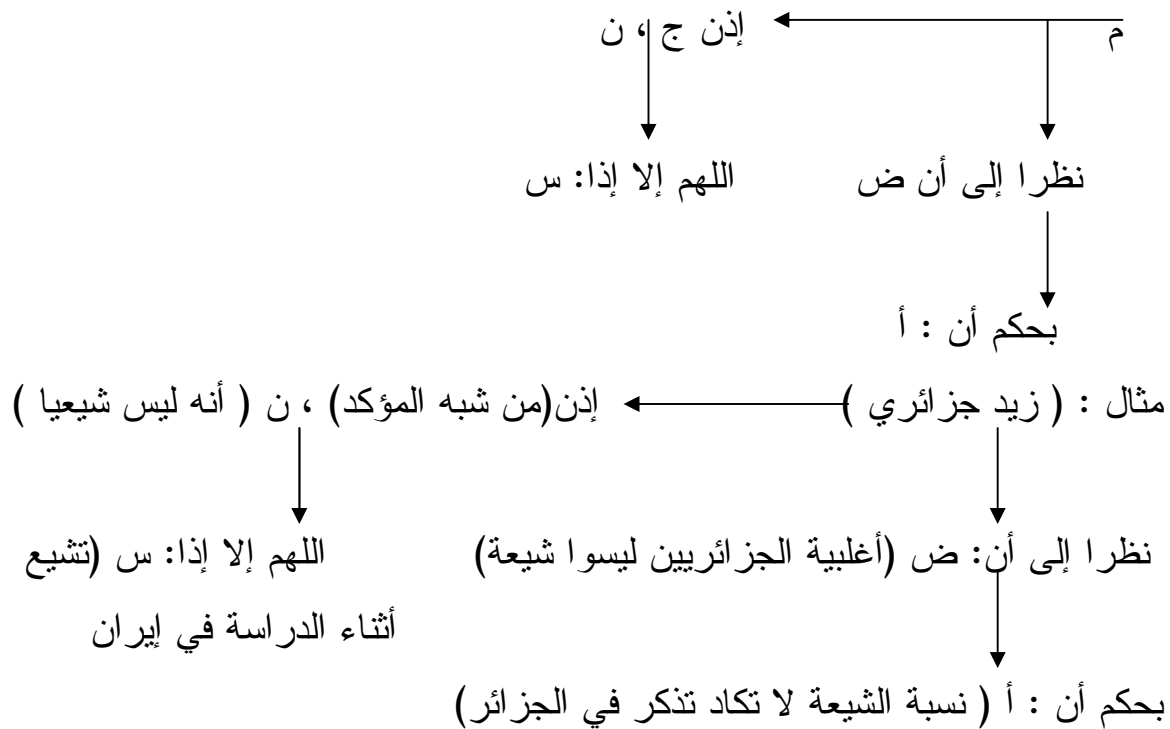 م إذن ج ، ن
نظرا إلى أن ض اللهم إلا إذا: س
بحكم أن : أ
مثال : ( زيد جزائري ) إذن(من شبه المؤكد) ، ن ( أنه ليس شيعيا )
نظرا إلى أن: ض (أغلبية الجزائريين ليسوا شيعة) اللهم إلا إذا: س (تشيع
أثناء الدراسة في إيران
بحكم أن : أ ( نسبة الشيعة لا تكاد تذكر في الجزائر)